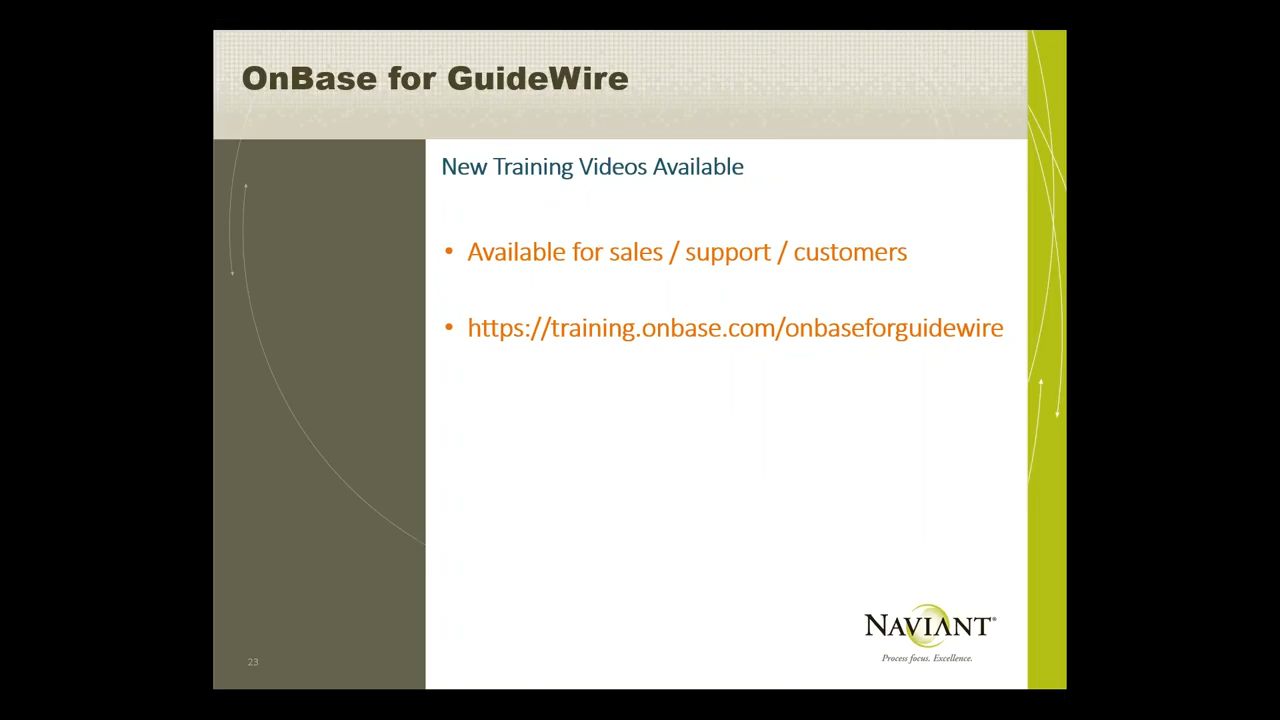 OnBase for GuideWire
New Training Videos Available
• Available for sales / support / customers
• https://training.onbase.com/onbaseforguidewire
NAVIANT®
Process focus. Excellence.
23